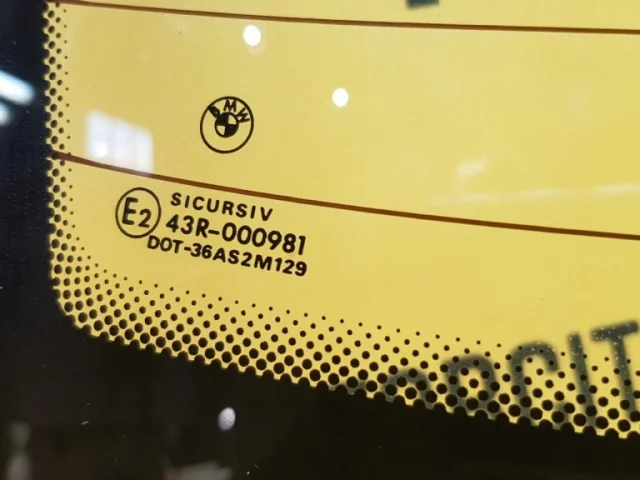 BMW
E2
SICURSIV
43R-000981
DOT-36AS2M129